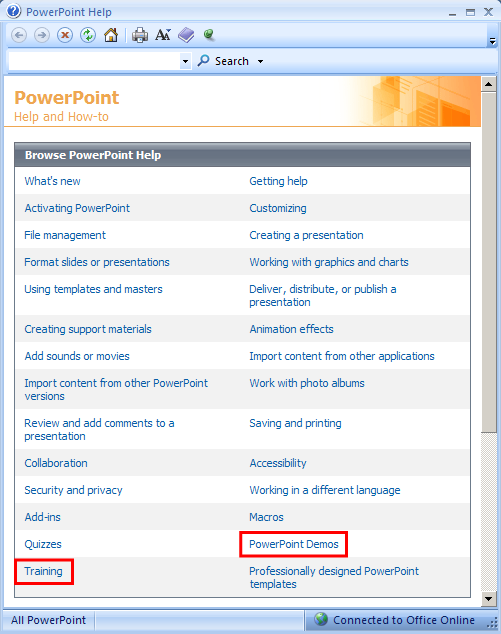 PowerPoint Help
Search
PowerPoint
Help and How-to
Browse PowerPoint Help
What's new
Getting help
Activating PowerPoint
Customizing
File management
Creating a presentation
Format slides or presentations
Working with graphics and charts
Using templates and masters
Deliver, distribute, or publish a
presentation
Creating support materials
Animation effects
Add sounds or movies
Import content from other applications
Import content from other PowerPoint
versions
Work with photo albums
Review and add comments to a
presentation
Saving and printing
Collaboration
Accessibility
Security and privacy
Working in a different language
Add-ins
Macros
Quizzes
PowerPoint Demos
Training
Professionally designed PowerPoint
templates
All PowerPoint
Connected to Office Online